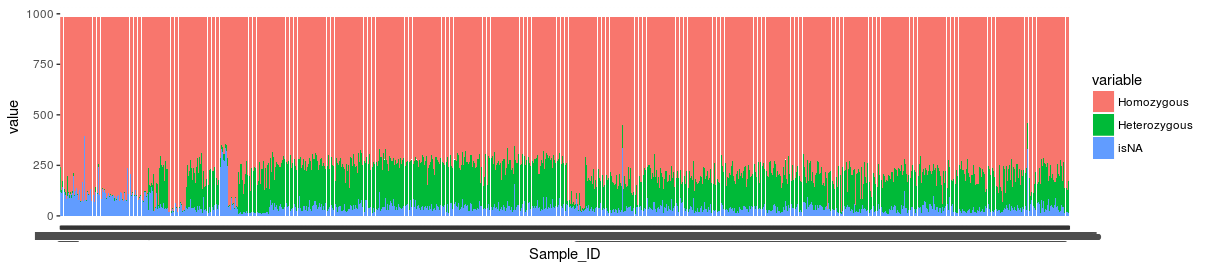 1000
750
500
250
0
value
Sample_ID
variable
Homozygous
Heterozygous
isNA